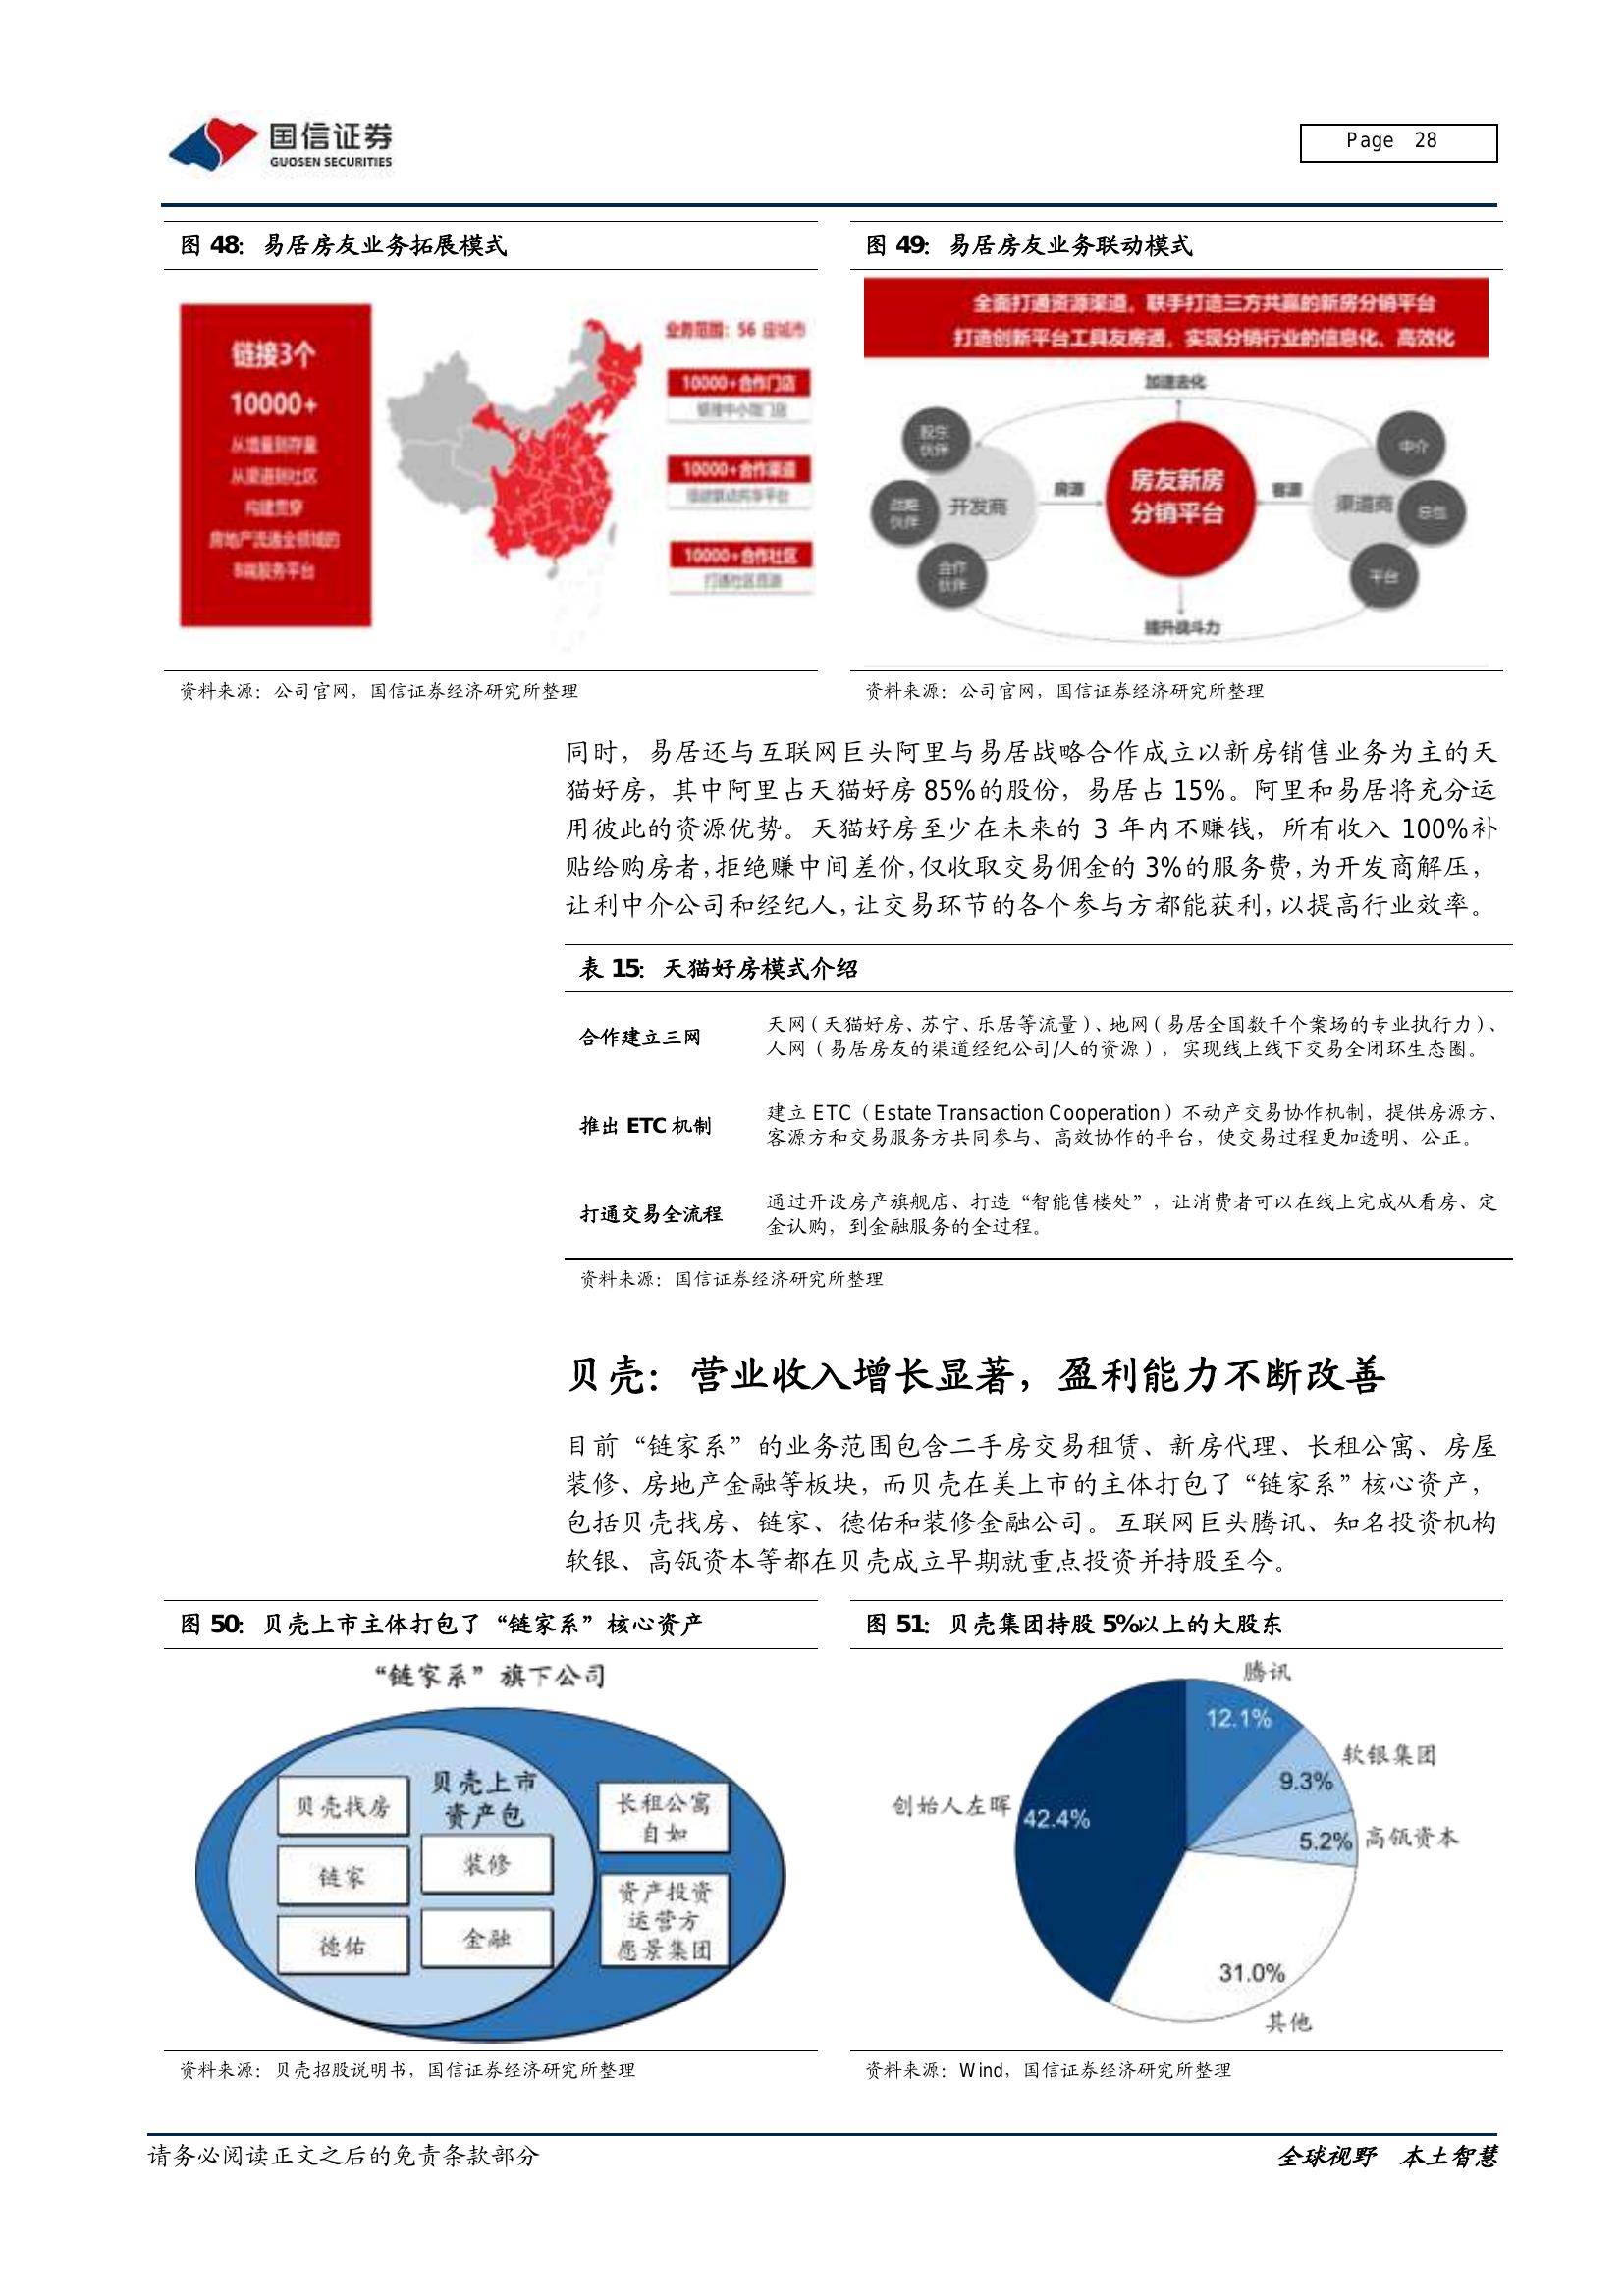 国信证券
GUOSEN SECURITIES
Page 28
图 48：易居房友业务拓展模式
链接3个
10000+
从增量到存量
从渠道到社区
构建贯穿
房地产流通全领域的
B端服务平台
业务范围：56 座城市
10000+合作门店
链接中小微门店
10000+合作渠道
10000+合作社区
打通社区资源
资料来源：公司官网，国信证券经济研究所整理
图 49：易居房友业务联动模式
全面打通资源渠道，联手打造三方共赢的新房分销平台
打造创新平台工具友房通，实现分销行业的信息化、高效化
加速去化
股东
伙伴
战略
伙伴
合作
伙伴
开发商
房源
房友新房
分销平台
客源
渠道商
中介
平台
提升战斗力
资料来源：公司官网，国信证券经济研究所整理
同时，易居还与互联网巨头阿里与易居战略合作成立以新房销售业务为主的天
猫好房，其中阿里占天猫好房 85%的股份，易居占 15%。阿里和易居将充分运
用彼此的资源优势。天猫好房至少在未来的 3 年内不赚钱，所有收入 100%补
贴给购房者，拒绝赚中间差价，仅收取交易佣金的 3%的服务费，为开发商解压，
让利中介公司和经纪人，让交易环节的各个参与方都能获利，以提高行业效率。
表 15：天猫好房模式介绍
合作建立三网
天网（天猫好房、苏宁、乐居等流量）、地网（易居全国数千个案场的专业执行力）、
人网（易居房友的渠道经纪公司/人的资源），实现线上线下交易全闭环生态圈。
推出 ETC 机制
建立 ETC（Estate Transaction Cooperation）不动产交易协作机制，提供房源方、
客源方和交易服务方共同参与、高效协作的平台，使交易过程更加透明、公正。
打通交易全流程
通过开设房产旗舰店、打造“智能售楼处”，让消费者可以在线上完成从看房、定
金认购，到金融服务的全过程。
资料来源：国信证券经济研究所整理
贝壳：营业收入增长显著，盈利能力不断改善
目前“链家系”的业务范围包含二手房交易租赁、新房代理、长租公寓、房屋
装修、房地产金融等板块，而贝壳在美上市的主体打包了“链家系”核心资产，
包括贝壳找房、链家、德佑和装修金融公司。互联网巨头腾讯、知名投资机构
软银、高瓴资本等都在贝壳成立早期就重点投资并持股至今。
图 50：贝壳上市主体打包了“链家系”核心资产
“链家系”旗下公司
贝壳上市
资产包
贝壳找房
链家
德佑
装修
金融
长租公寓
自如
资产投资
运营方
愿景集团
资料来源：贝壳招股说明书，国信证券经济研究所整理
图 51：贝壳集团持股 5%以上的大股东
腾讯
12.1%
软银集团
9.3%
高瓴资本
5.2%
创始人左晖
42.4%
31.0%
其他
资料来源：Wind，国信证券经济研究所整理
请务必阅读正文之后的免责条款部分
全球视野 本土智慧